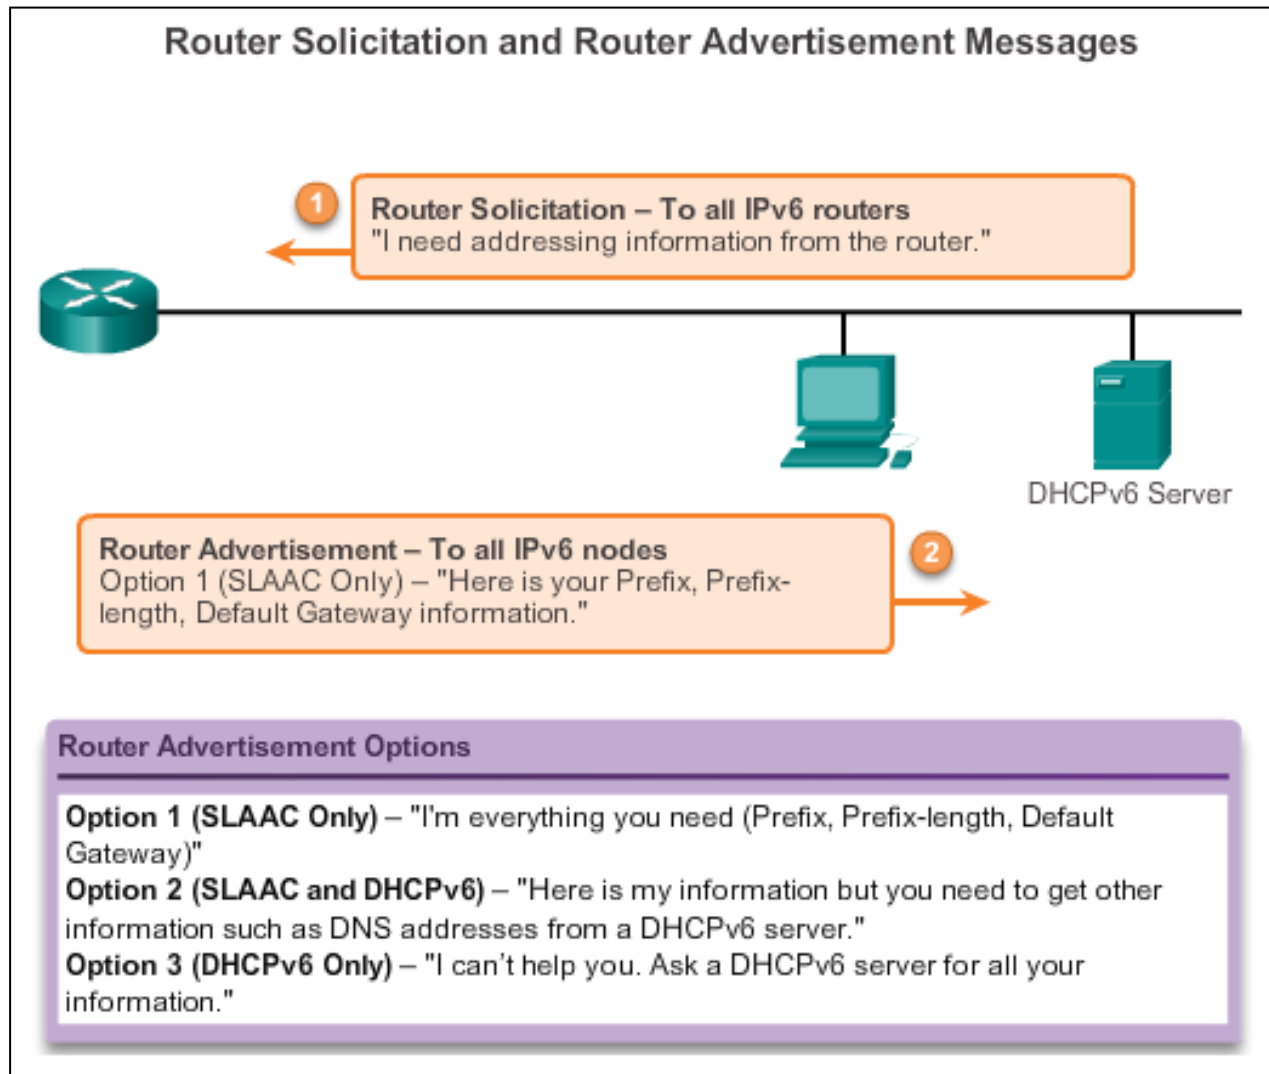 Router Solicitation and Router Advertisement Messages
1
Router Solicitation – To all IPv6 routers
"I need addressing information from the router."
DHCPv6 Server
Router Advertisement – To all IPv6 nodes
Option 1 (SLAAC Only) – "Here is your Prefix, Prefix-
length, Default Gateway information."
2
Router Advertisement Options
Option 1 (SLAAC Only) – "I'm everything you need (Prefix, Prefix-length, Default
Gateway)"
Option 2 (SLAAC and DHCPv6) – "Here is my information but you need to get other
information such as DNS addresses from a DHCPv6 server."
Option 3 (DHCPv6 Only) – "I can't help you. Ask a DHCPv6 server for all your
information."